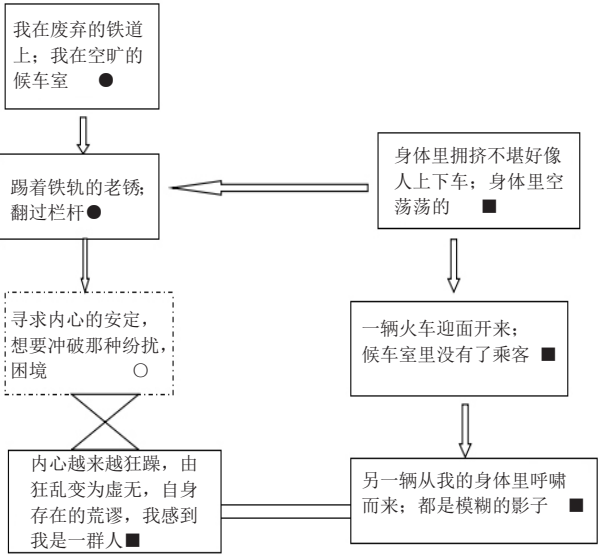 我在废弃的铁道
上；我在空旷的
候车室 ●
踢着铁轨的老锈；
翻过栏杆●
身体里拥挤不堪好像
人上下车；身体里空
荡荡的 ■
寻求内心的安定，
想要冲破那种纷扰，
困境 ○
一辆火车迎面开来；
候车室里没有了乘客 ■
内心越来越狂躁，由
狂乱变为虚无，自身
存在的荒谬，我感到
我是一群人■
另一辆从我的身体里呼啸
而来；都是模糊的影子 ■